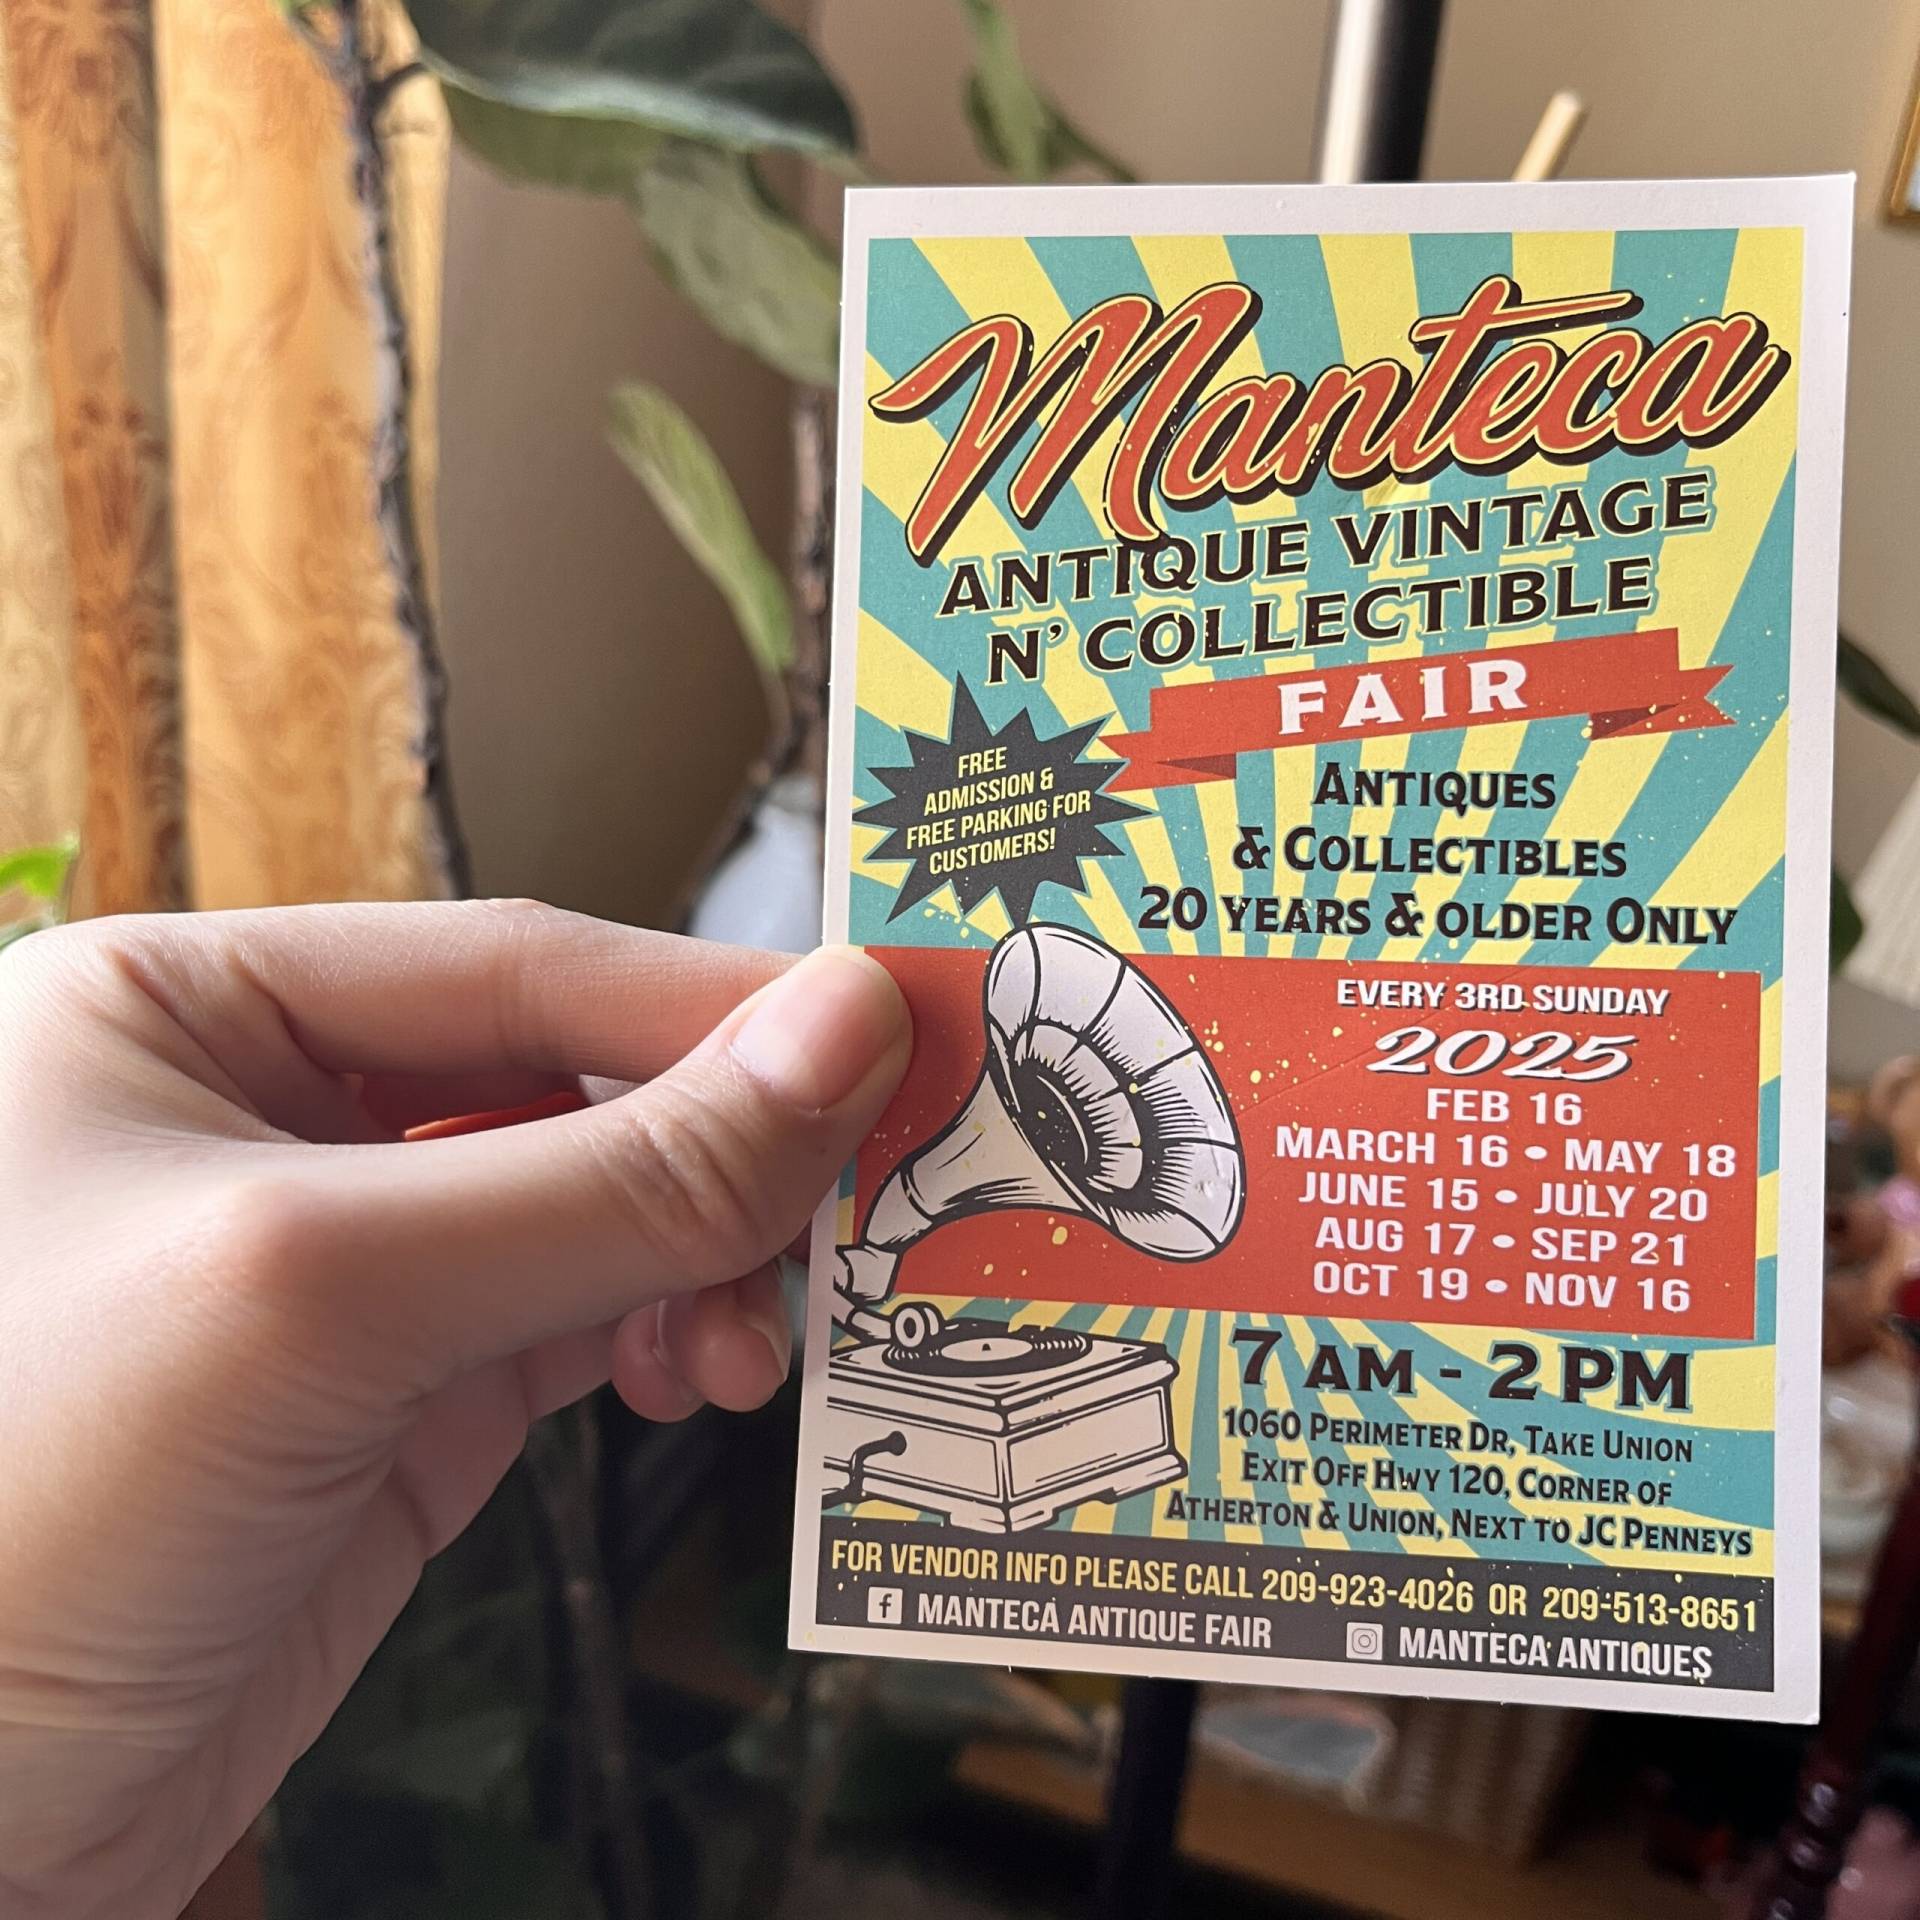 Manteca
ANTIQUE VINTAGE
N' COLLECTIBLE
FAIR
FREE
ADMISSION &
FREE PARKING FOR
CUSTOMERS!
ANTIQUES
& COLLECTIBLES
20 YEARS & OLDER ONLY
EVERY 3RD SUNDAY
2025
FEB 16
MARCH 16 • MAY 18
JUNE 15 • JULY 20
AUG 17 • SEP 21
OCT 19 • NOV 16
7 AM - 2 PM
1060 PERIMETER DR, TAKE UNION
EXIT OFF HWY 120, CORNER OF
ATHERTON & UNION, NEXT TO JC PENNEYS
FOR VENDOR INFO PLEASE CALL 209-923-4026 OR 209-513-8651
MANTECA ANTIQUE FAIR MANTECA ANTIQUES